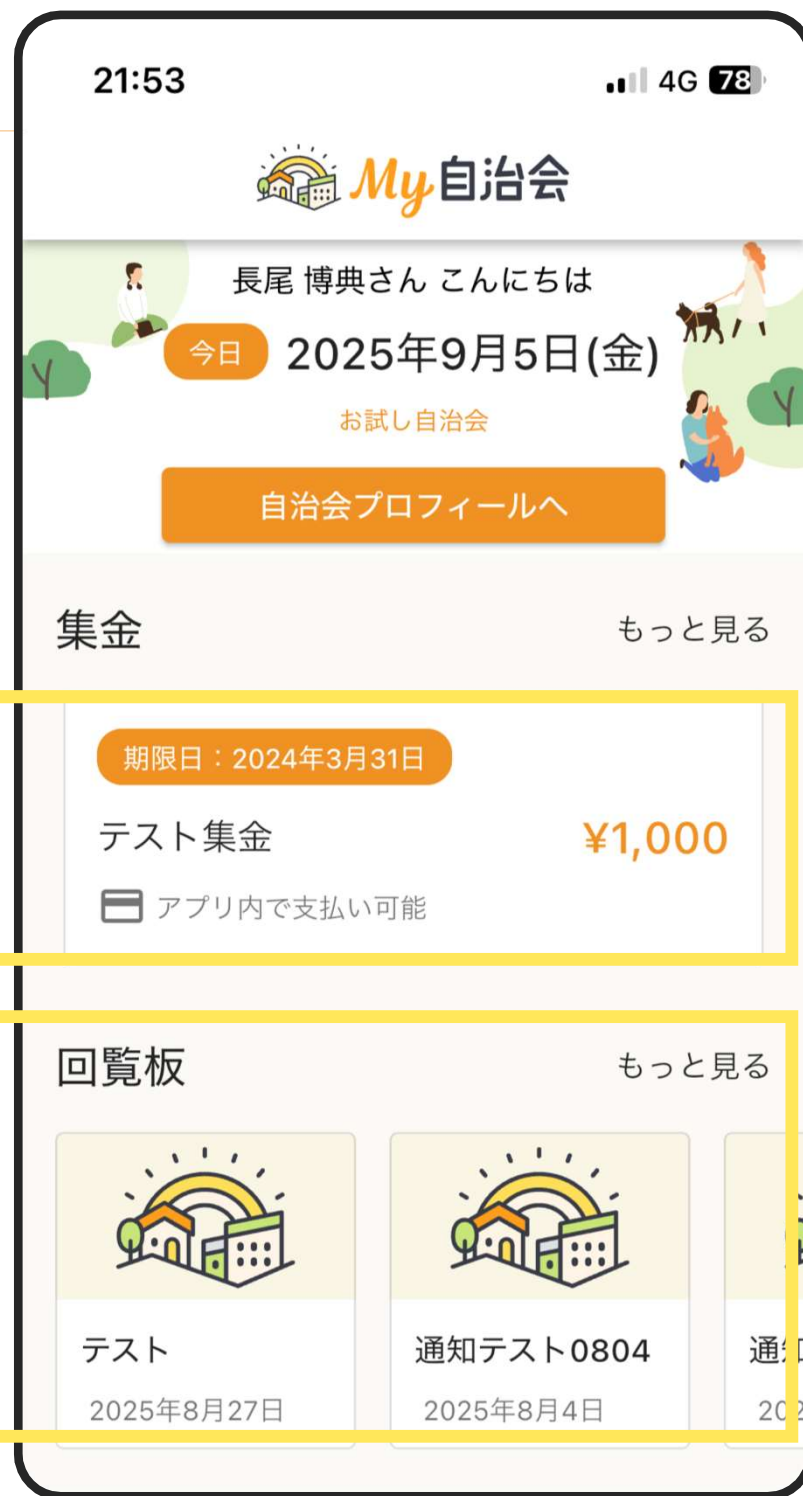 21:53 4G 78
My自治会
長尾 博典さん こんにちは
今日 2025年9月5日(金)
お試し自治会
自治会プロフィールへ
集金 もっと見る
期限日：2024年3月31日
テスト集金 ¥1,000
アプリ内で支払い可能
回覧板 もっと見る
テスト 通知テスト0804 通
2025年8月27日 2025年8月4日 202